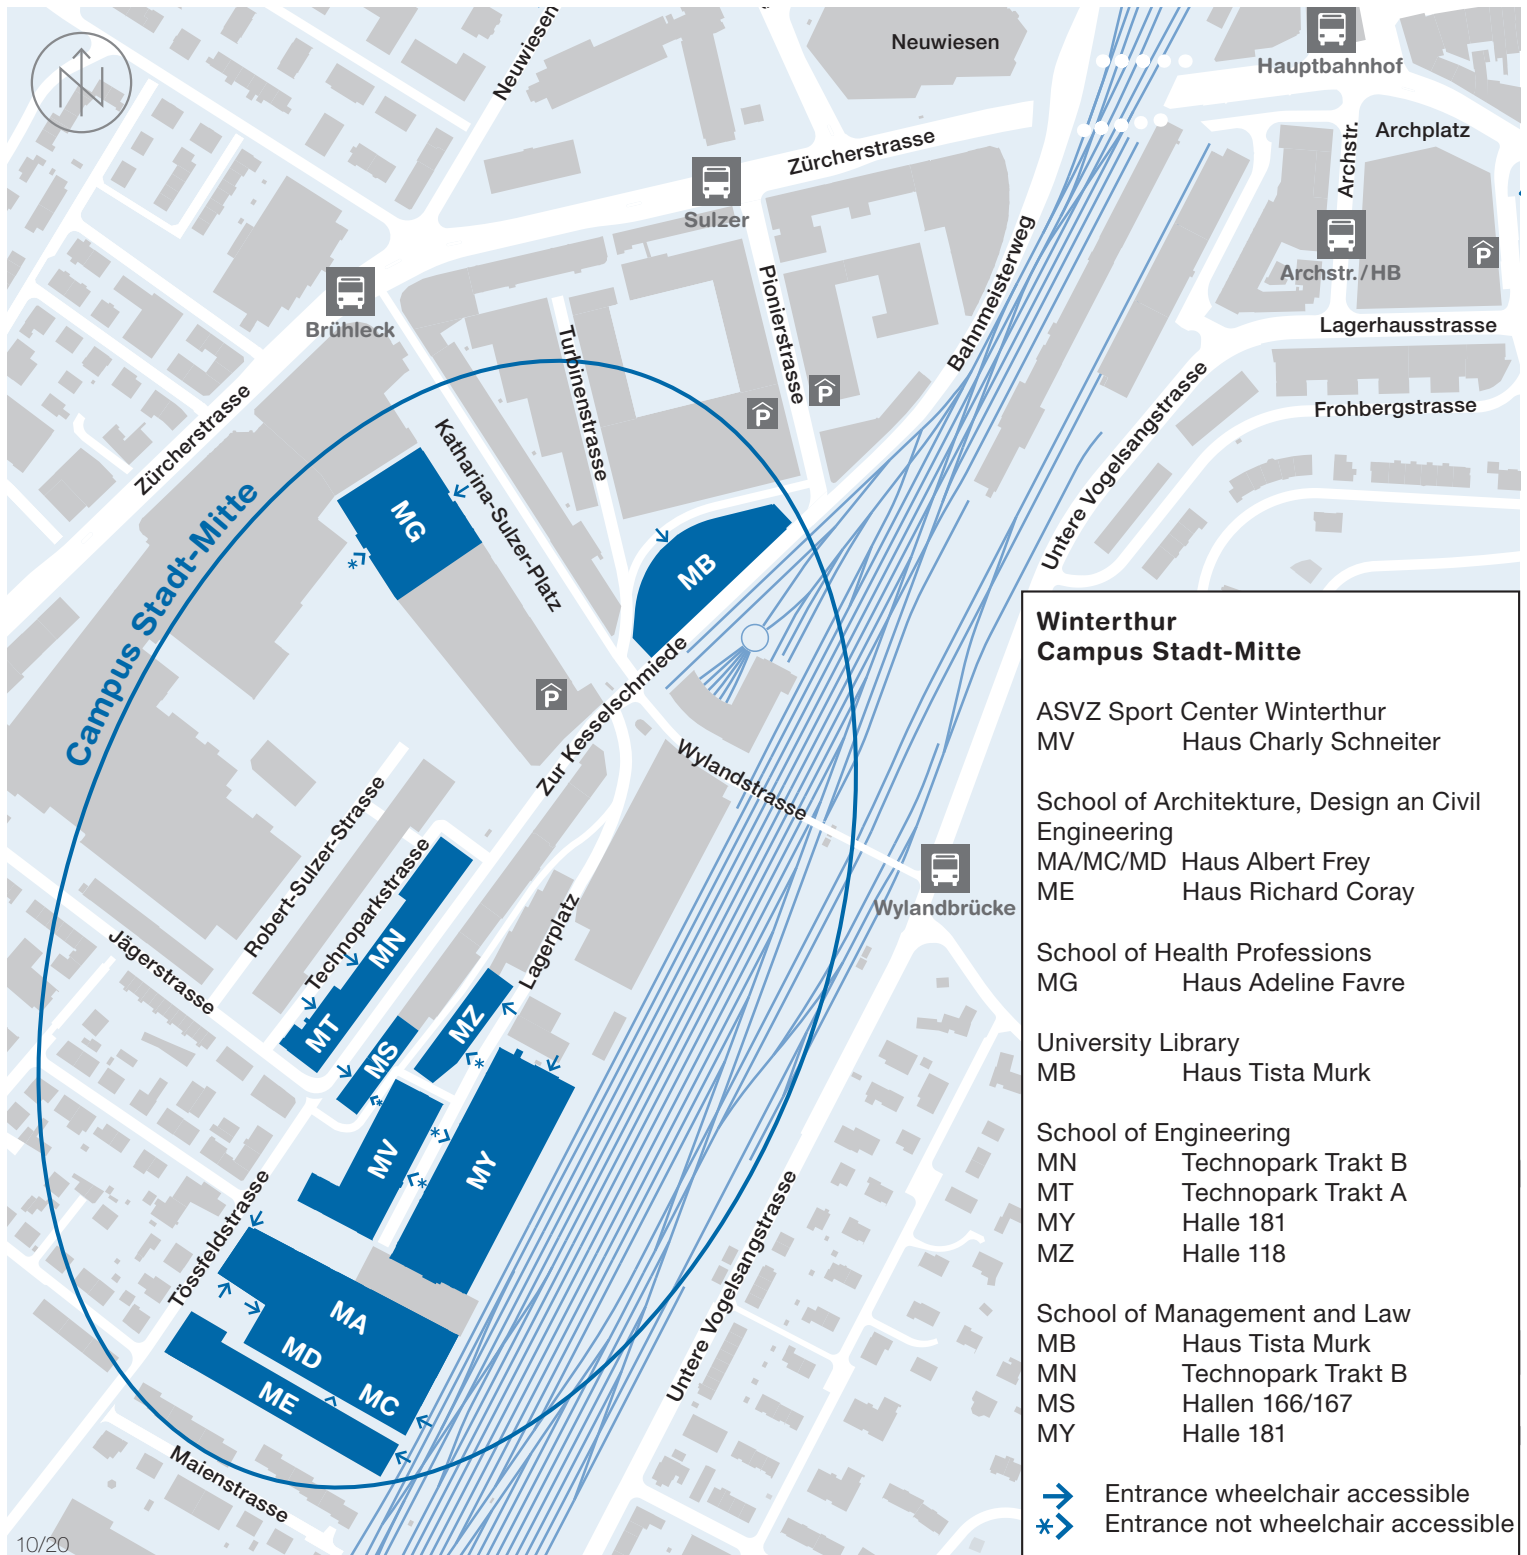 Neuwiesen
Neuwiesen
Hauptbahnhof
Archplatz
Archstr.
Zürcherstrasse
Sulzer
Archstr./HB
P
Brühleck
Pionierstrasse
Bahnmeisterweg
Lagerhausstrasse
Turbinenstrasse
P
P
Frohbergstrasse
Zürcherstrasse
Katharina-Sulzer-Platz
Untere Vogelsangstrasse
Campus Stadt-Mitte
MG
MB
P
Zur Kesselschmiede
Wylandstrasse
Robert-Sulzer-Strasse
Technoparkstrasse
Wylandbrücke
Jägerstrasse
Lagerplatz
MN
MT
MS
MZ
MV
MY
Tössfeldstrasse
Untere Vogelsangstrasse
MA
MD
MC
ME
Maienstrasse
10/20
Winterthur
Campus Stadt-Mitte
ASVZ Sport Center Winterthur
MV Haus Charly Schneiter
School of Architekture, Design an Civil
Engineering
MA/MC/MD Haus Albert Frey
ME Haus Richard Coray
School of Health Professions
MG Haus Adeline Favre
University Library
MB Haus Tista Murk
School of Engineering
MN Technopark Trakt B
MT Technopark Trakt A
MY Halle 181
MZ Halle 118
School of Management and Law
MB Haus Tista Murk
MN Technopark Trakt B
MS Hallen 166/167
MY Halle 181
Entrance wheelchair accessible
* Entrance not wheelchair accessible